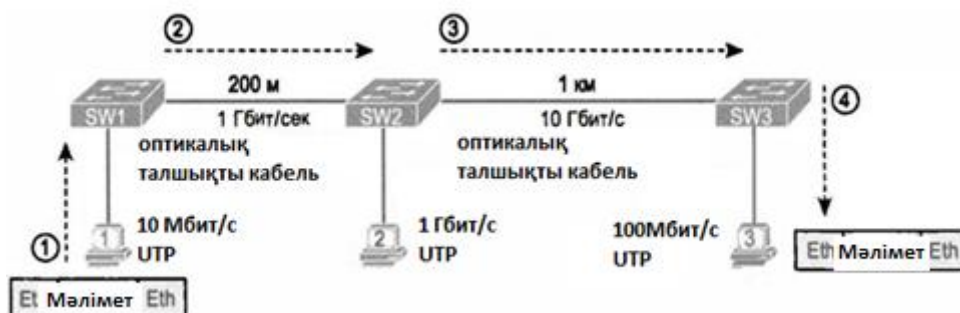 ② ③
200 м 1 км ④
SW1 1 Гбит/сек SW2 10 Гбит/с SW3
оптикалық оптикалық
талшықты кабель талшықты кабель
1 10 Мбит/с 2 1 Гбит/с 100Мбит/с 3
① UTP UTP UTP
Eth Мәлімет Eth
Et Мәлімет Eth